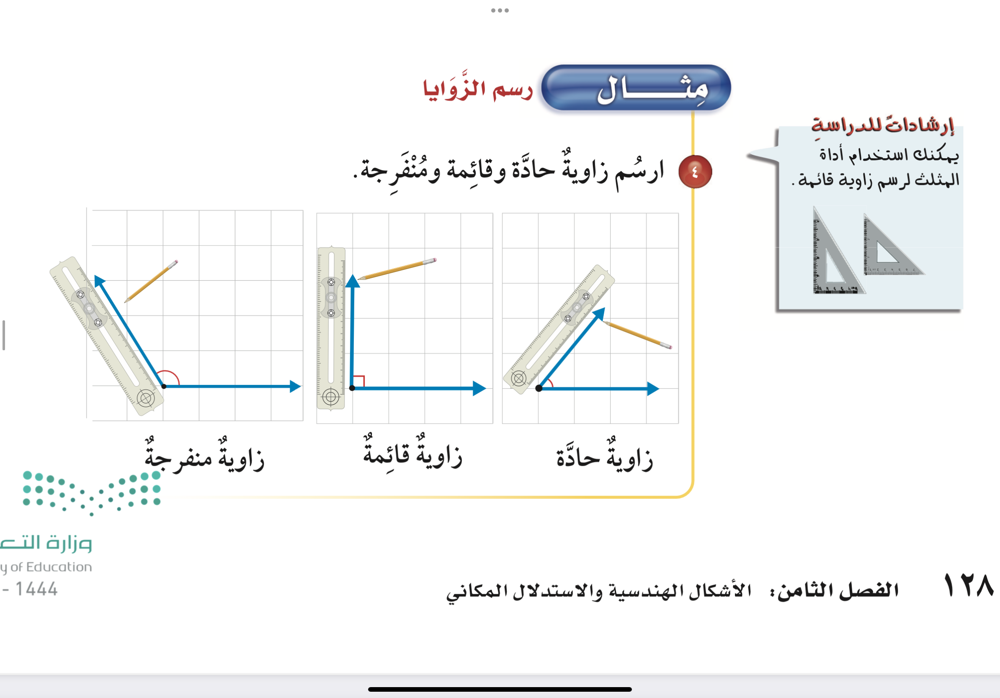 مِثـــال رسم الزَّوَايا
إرشاداتٌ للدراسةِ
يمكنك استخدام أداة
المثلث لرسم زاوية قائمة.
٤ ارسُم زاويةٌ حادَّة وقائِمة ومُنْفَرِجة.
زاويةٌ حادَّة
زاويةٌ قائِمةٌ
زاويةٌ منفرجةٌ
وزارة التـعـ
y of Education
- 1444
١٢٨ الفصل الثامن: الأشكال الهندسية والاستدلال المكاني